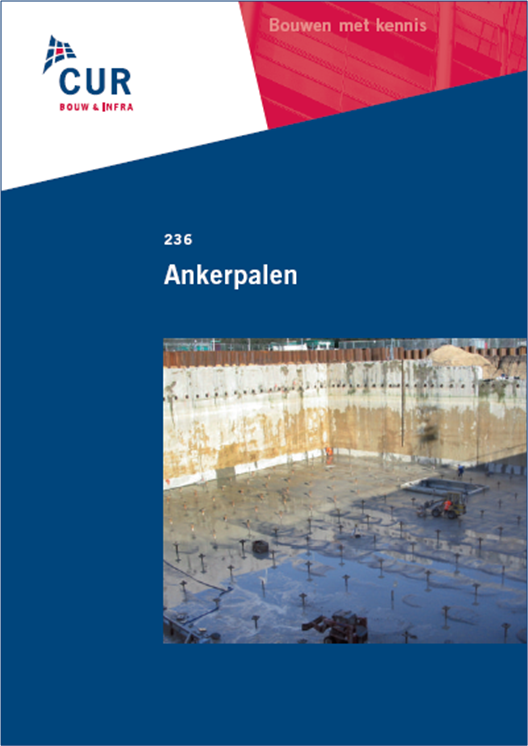 Bouwen met kennis
CUR
BOUW & INFRA
236
Ankerpalen